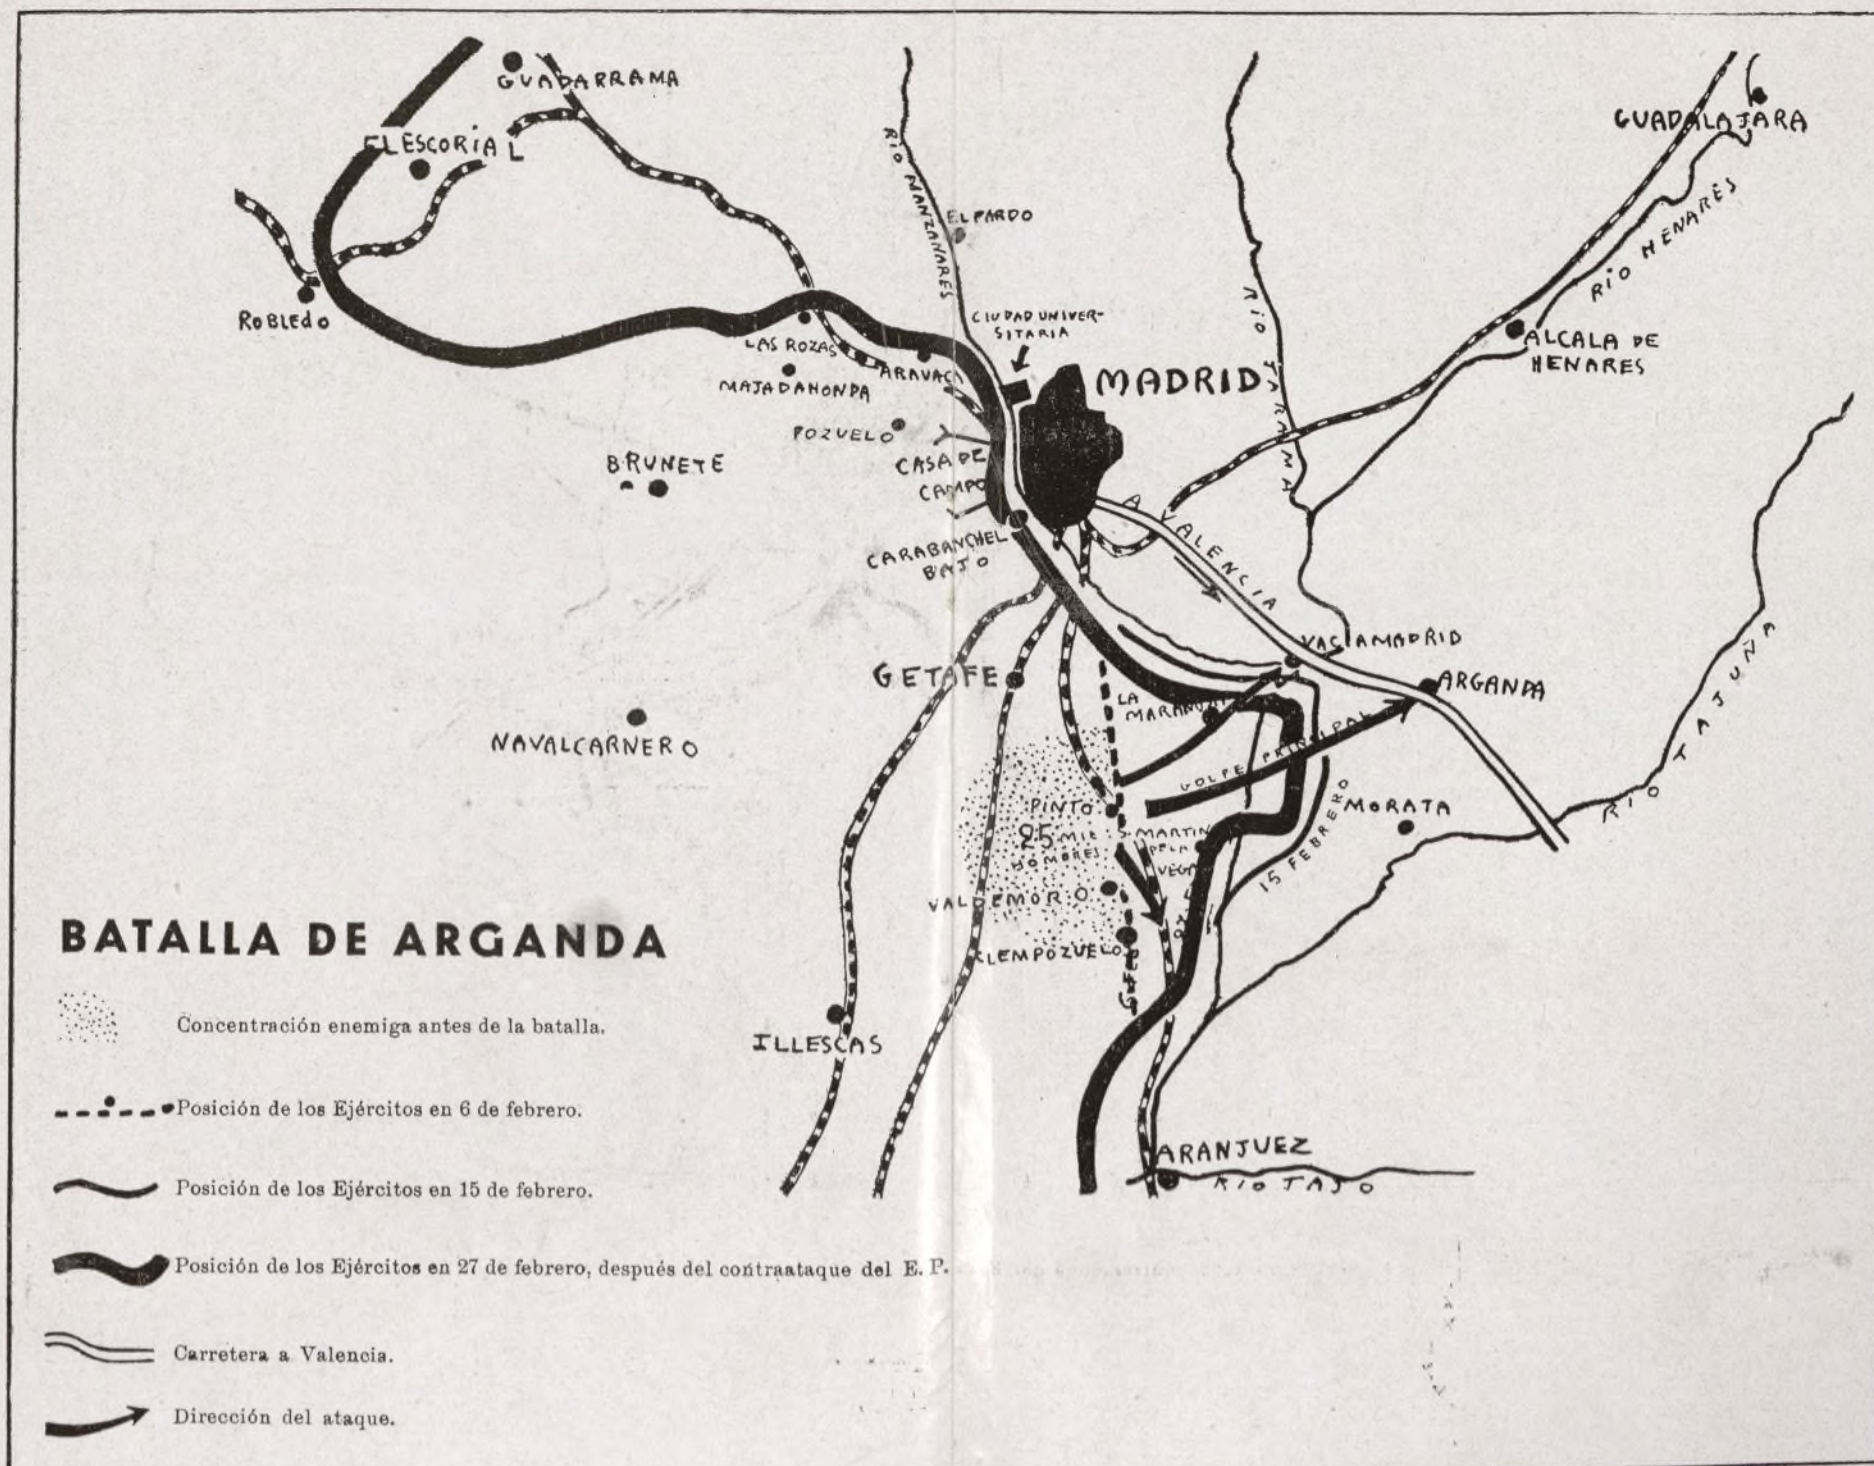 GUADARRAMA
ELESCORIAL
ROBLEDO
RIO MANZANARES
EL PARDO
CIUDAD UNIVER-
SITARIA
LAS ROZAS
MAJADAHONDA
ARAVACA
MADRID
POZUELO
BRUNETE
CASA DE
CAMPO
CARABANCHEL
BAJO
RIO JARAMA
GUADALAJARA
RIO HENARES
ALCALA DE
HENARES
A VALENCIA
VACIAMADRID
ARGANDA
RIO TAJUÑA
GETAFE
LA
NAVALCARNERO
GOLPE PRINCIPAL
PINTO
25 MIL
HOMBRES
S. MARTIN
DE LA
VEGA
MORATA
15 FEBRERO
VALDEMORO
CIEMPOZUELO
ILLESCAS
ARANJUEZ
RIO TAJO
BATALLA DE ARGANDA
Concentración enemiga antes de la batalla.
Posición de los Ejércitos en 6 de febrero.
Posición de los Ejércitos en 15 de febrero.
Posición de los Ejércitos en 27 de febrero, después del contraataque del E. P.
Carretera a Valencia.
Dirección del ataque.